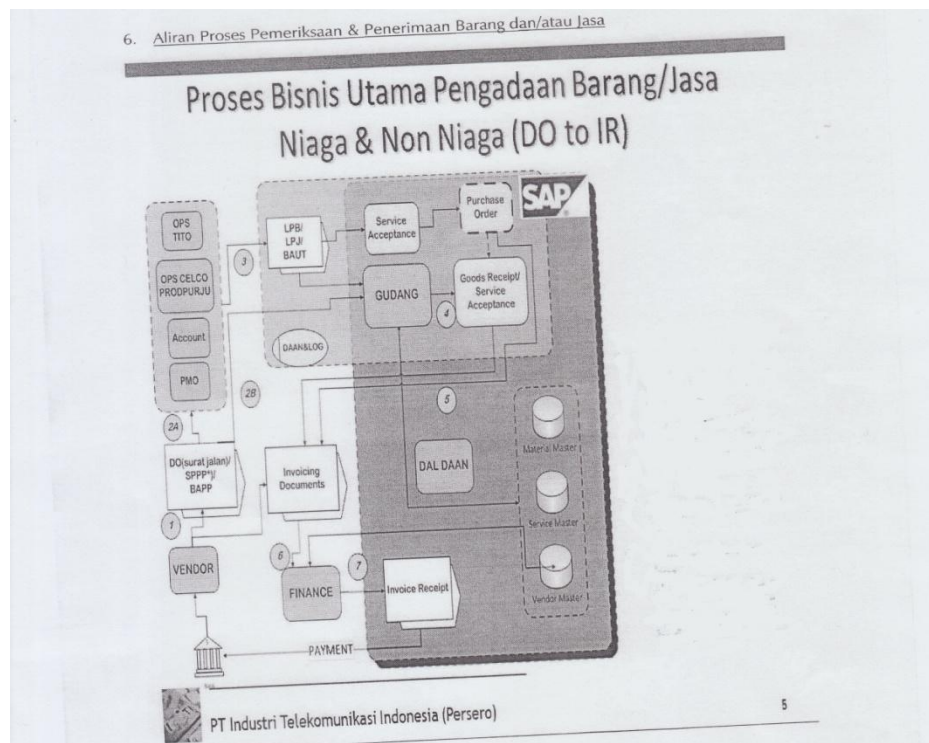 6. Aliran Proses Pemeriksaan & Penerimaan Barang dan/atau Jasa
Proses Bisnis Utama Pengadaan Barang/Jasa
Niaga & Non Niaga (DO to IR)
SAP
OPS
TITO
OPS CELCO
PRODPURJU
Account
PMO
3
LPB/
LPJ/
BAUT
Service
Acceptance
Purchase
Order
GUDANG
4
Goods Receipt/
Service
Acceptance
DAAN&LOG
2A
2B
5
DO(surat jalan)/
SPPP*)/
BAPP
Invoicing
Documents
DAL DAAN
Material Master
Service Master
Vendor Master
1
VENDOR
6
FINANCE
7
Invoice Receipt
PAYMENT
PT Industri Telekomunikasi Indonesia (Persero)
5